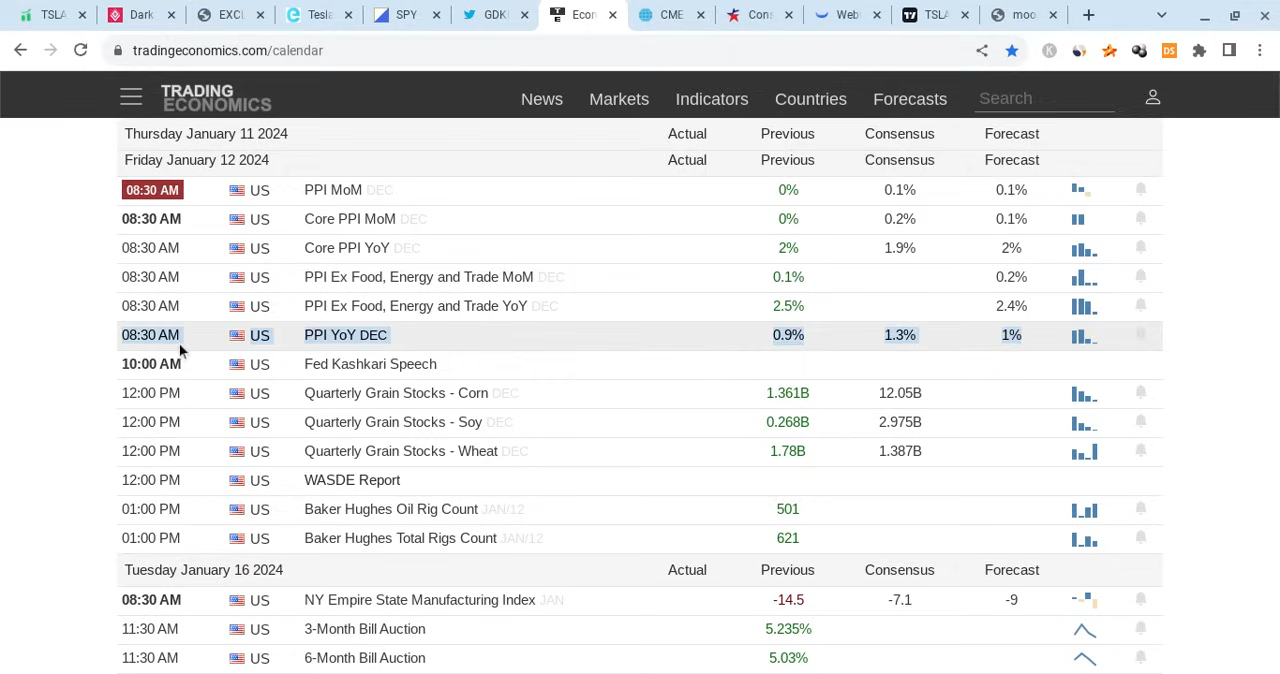 TSLA Dark EXCL Tesla SPY GDK Econ CME Cons Web TSLA moo
tradingeconomics.com/calendar
K DS
TRADING ECONOMICS News Markets Indicators Countries Forecasts Search
Thursday January 11 2024 Actual Previous Consensus Forecast
Friday January 12 2024 Actual Previous Consensus Forecast
08:30 AM US PPI MoM DEC 0% 0.1% 0.1%
08:30 AM US Core PPI MoM DEC 0% 0.2% 0.1%
08:30 AM US Core PPI YoY DEC 2% 1.9% 2%
08:30 AM US PPI Ex Food, Energy and Trade MoM DEC 0.1% 0.2%
08:30 AM US PPI Ex Food, Energy and Trade YoY DEC 2.5% 2.4%
08:30 AM US PPI YoY DEC 0.9% 1.3% 1%
10:00 AM US Fed Kashkari Speech
12:00 PM US Quarterly Grain Stocks - Corn DEC 1.361B 12.05B
12:00 PM US Quarterly Grain Stocks - Soy DEC 0.268B 2.975B
12:00 PM US Quarterly Grain Stocks - Wheat DEC 1.78B 1.387B
12:00 PM US WASDE Report
01:00 PM US Baker Hughes Oil Rig Count JAN/12 501
01:00 PM US Baker Hughes Total Rigs Count JAN/12 621
Tuesday January 16 2024 Actual Previous Consensus Forecast
08:30 AM US NY Empire State Manufacturing Index JAN -14.5 -7.1 -9
11:30 AM US 3-Month Bill Auction 5.235%
11:30 AM US 6-Month Bill Auction 5.03%